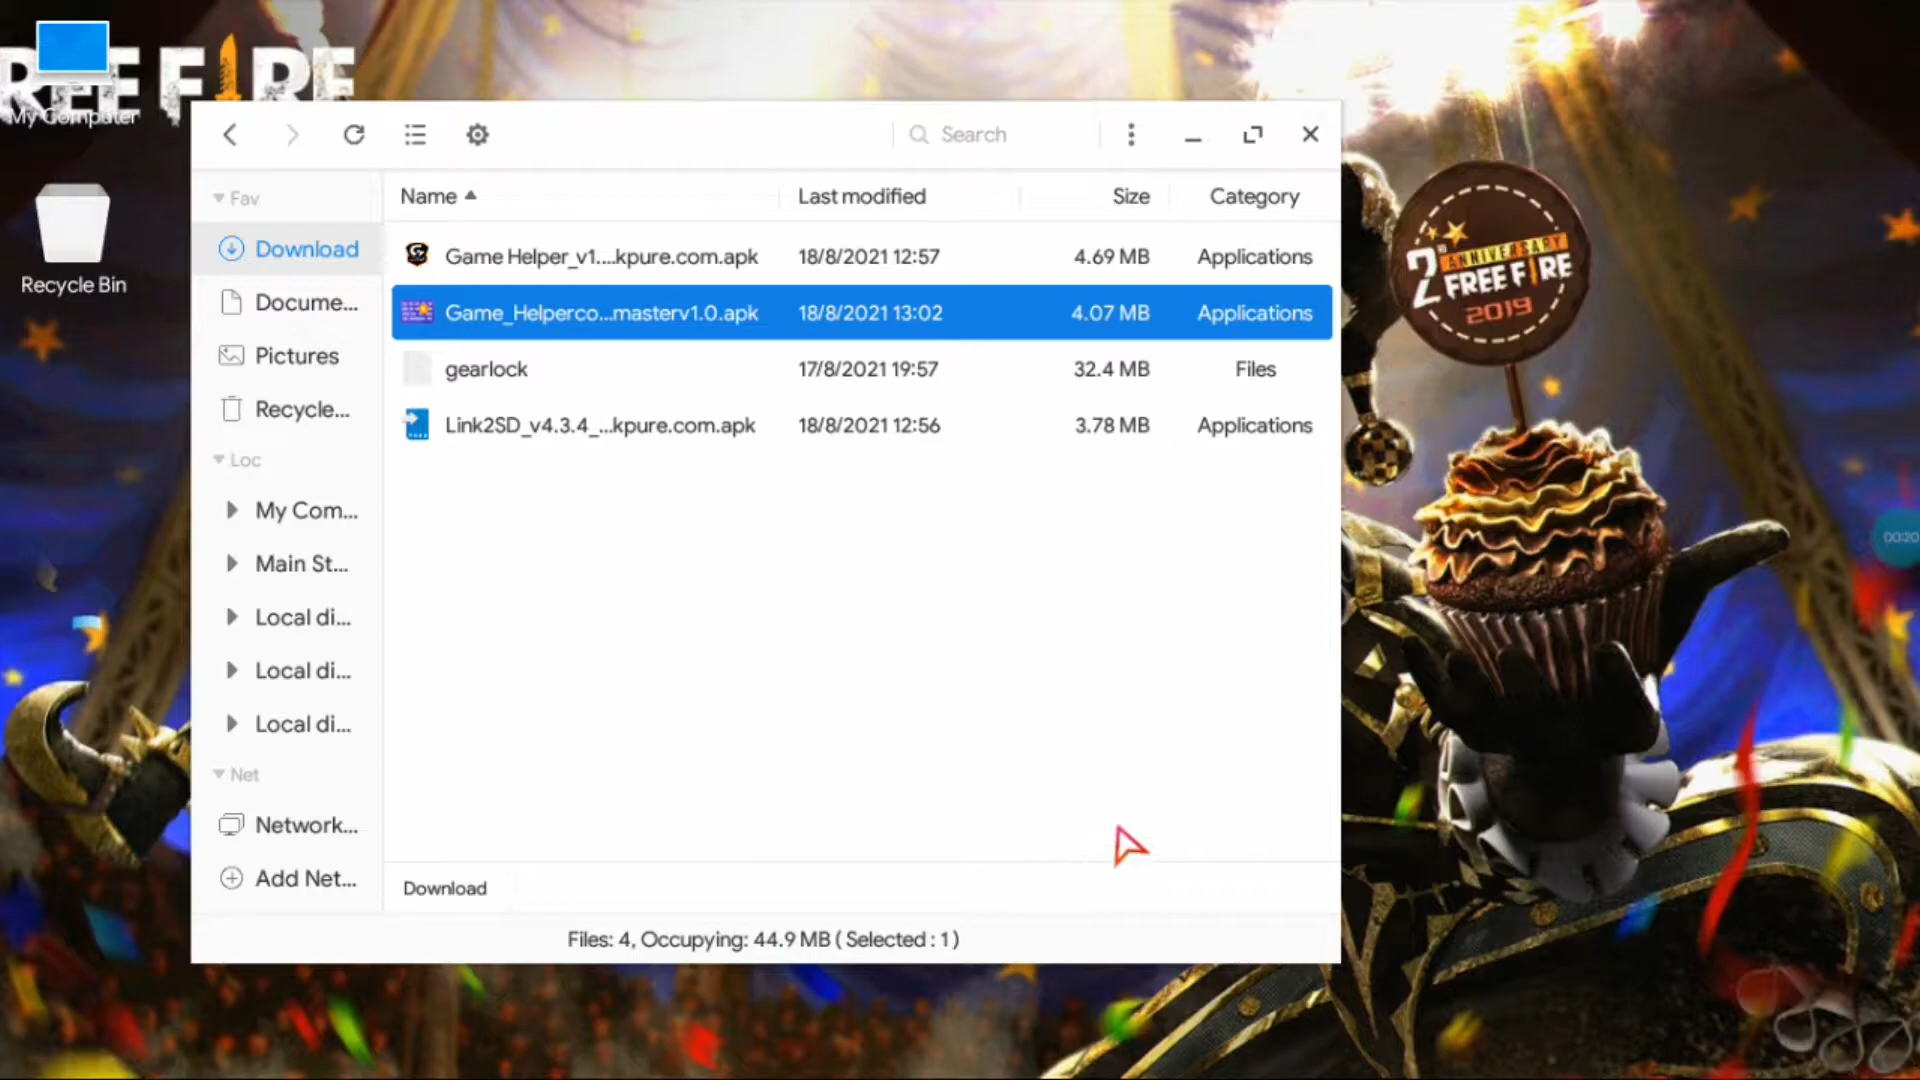 REE FIRE
My Computer
Recycle Bin
Search
Fav
Download
Docume...
Pictures
Recycle...
Loc
My Com...
Main St...
Local di...
Local di...
Local di...
Net
Network...
Add Net...
Name
Last modified
Size
Category
Game Helper_v1....kpure.com.apk
18/8/2021 12:57
4.69 MB
Applications
Game_Helperco...masterv1.0.apk
18/8/2021 13:02
4.07 MB
Applications
gearlock
17/8/2021 19:57
32.4 MB
Files
Link2SD_v4.3.4_...kpure.com.apk
18/8/2021 12:56
3.78 MB
Applications
Download
Files: 4, Occupying: 44.9 MB ( Selected : 1 )
2ND ANNIVERSARY
FREE FIRE
2019
00:20